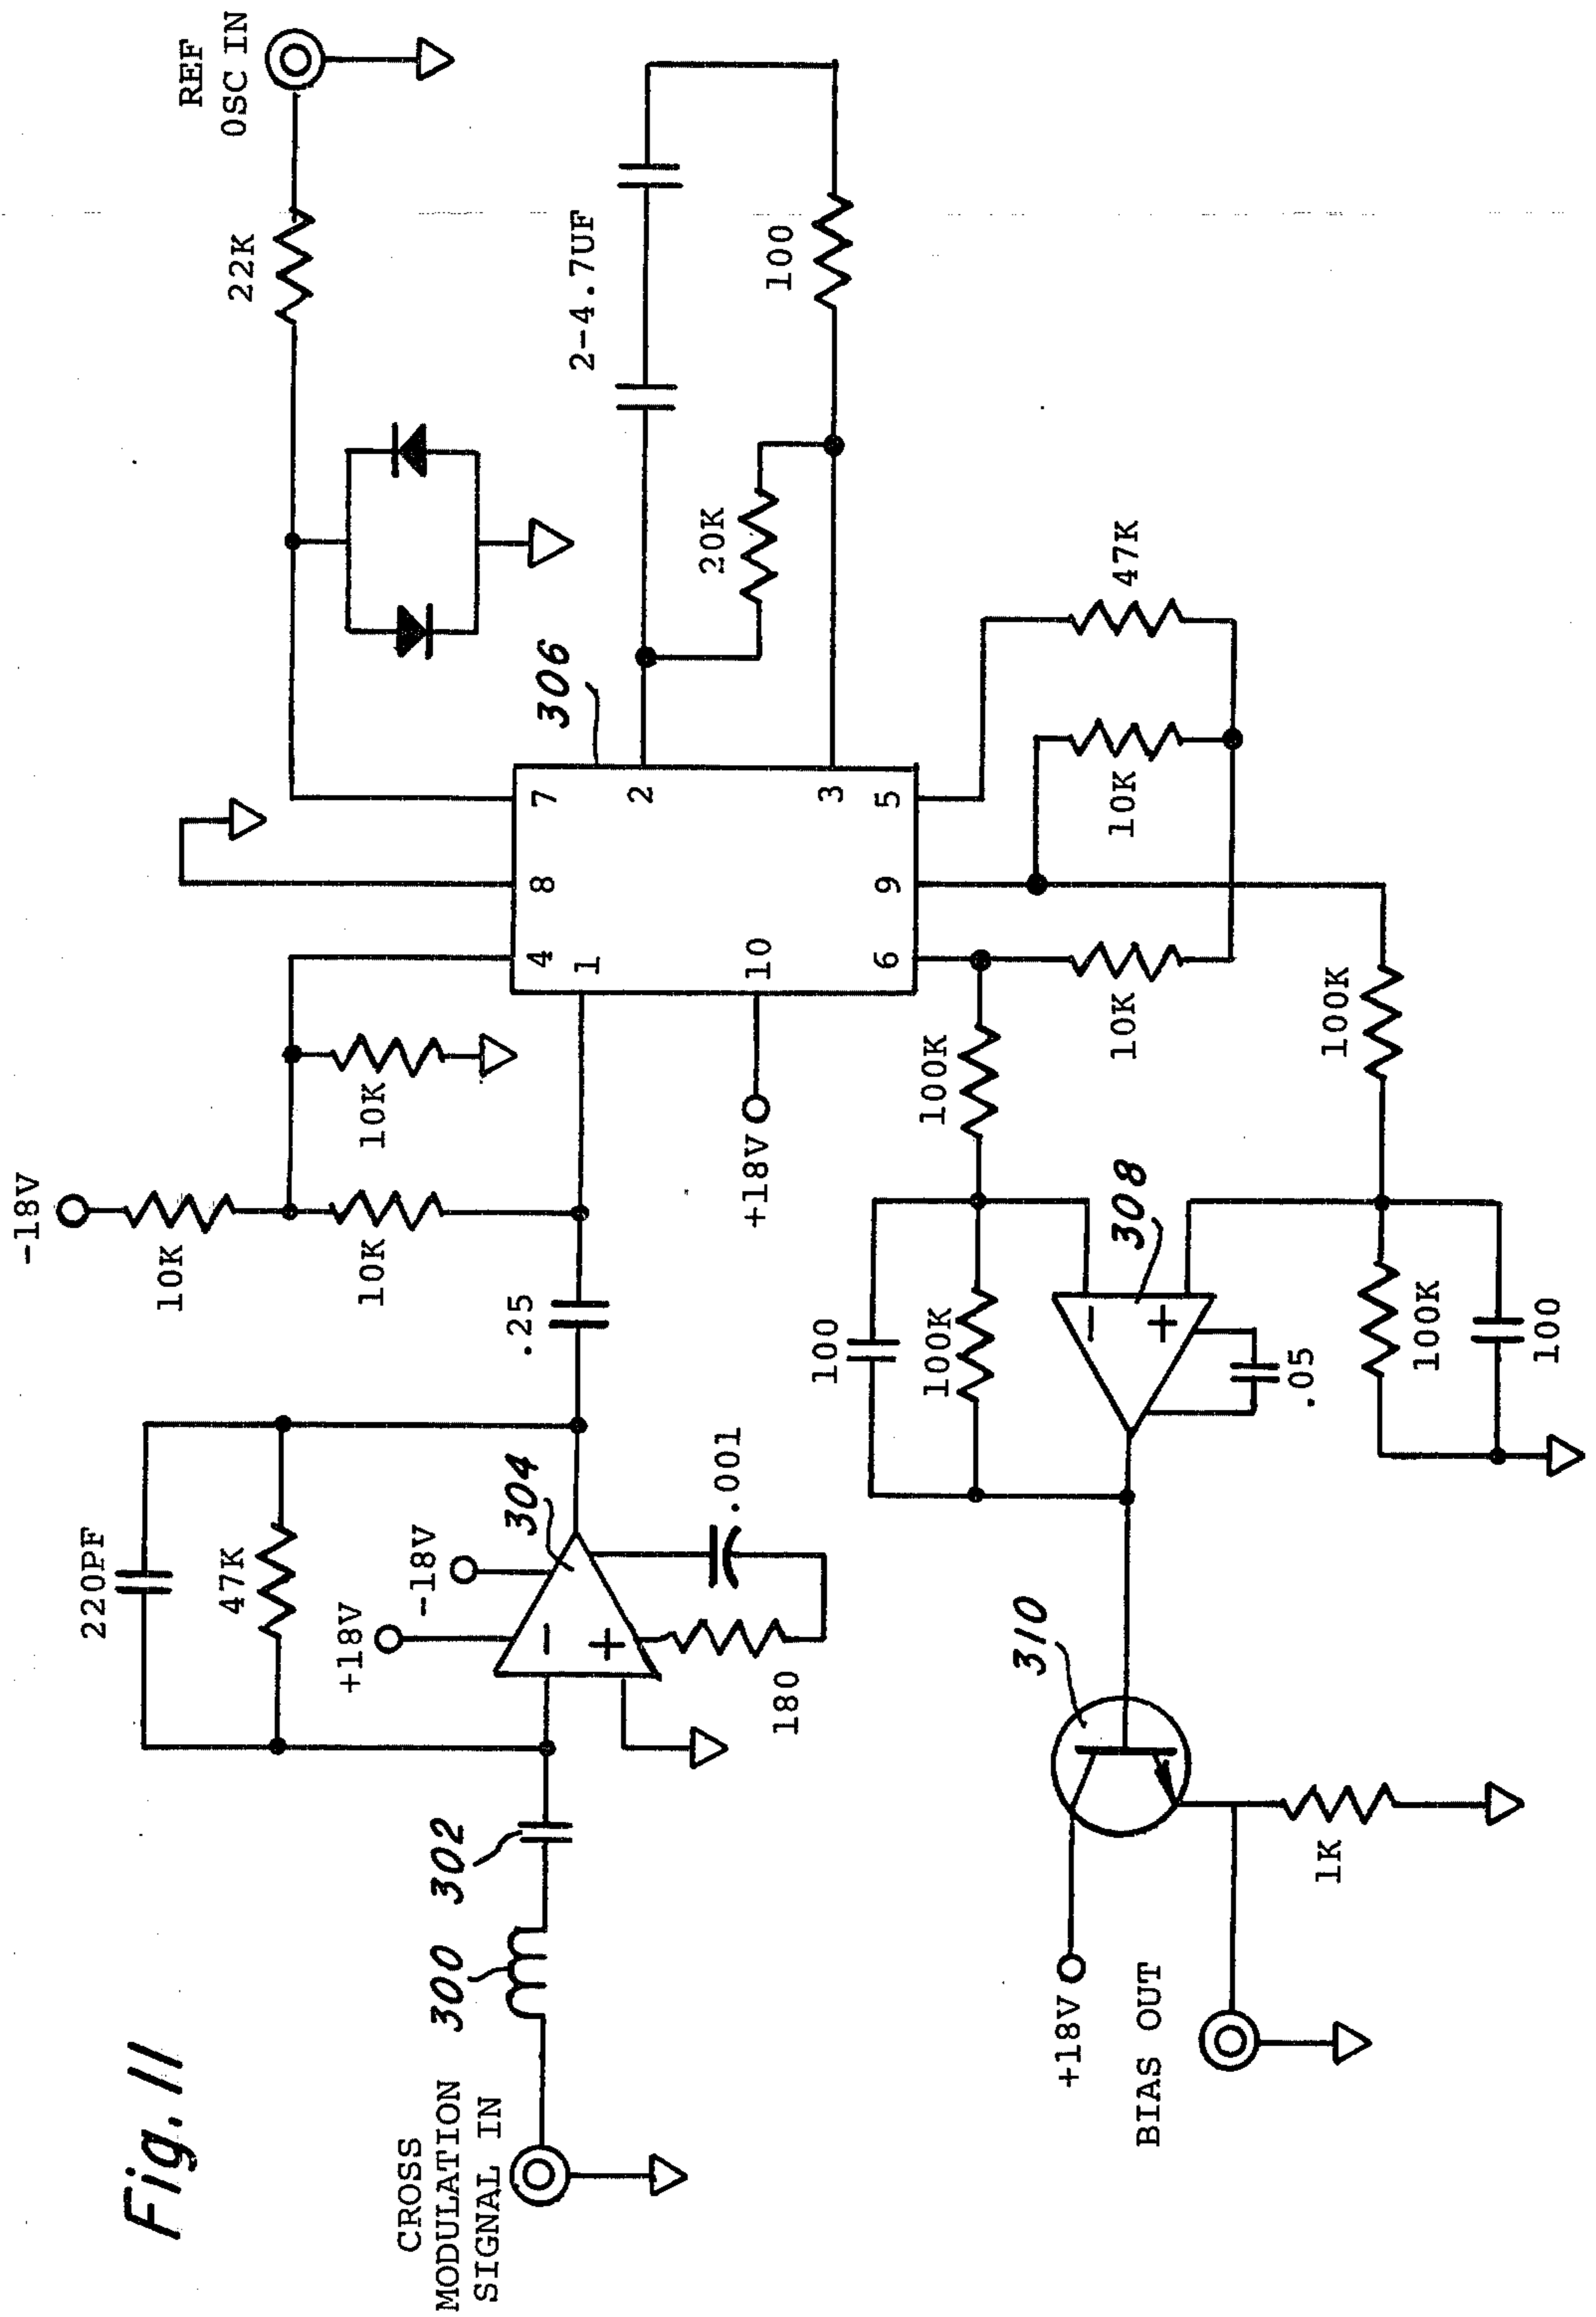 Fig. 11
CROSS
MODULATION
SIGNAL IN
300
302
220PF
47K
+18V
-18V
304
180
.001
.25
-18V
10K
10K
10K
+18V
4
8
7
1
10
2
3
6
9
5
306
22K
REF
OSC IN
2-4.7UF
20K
100
47K
10K
10K
100K
100K
100
100K
308
.05
100K
100
310
+18V
BIAS OUT
1K